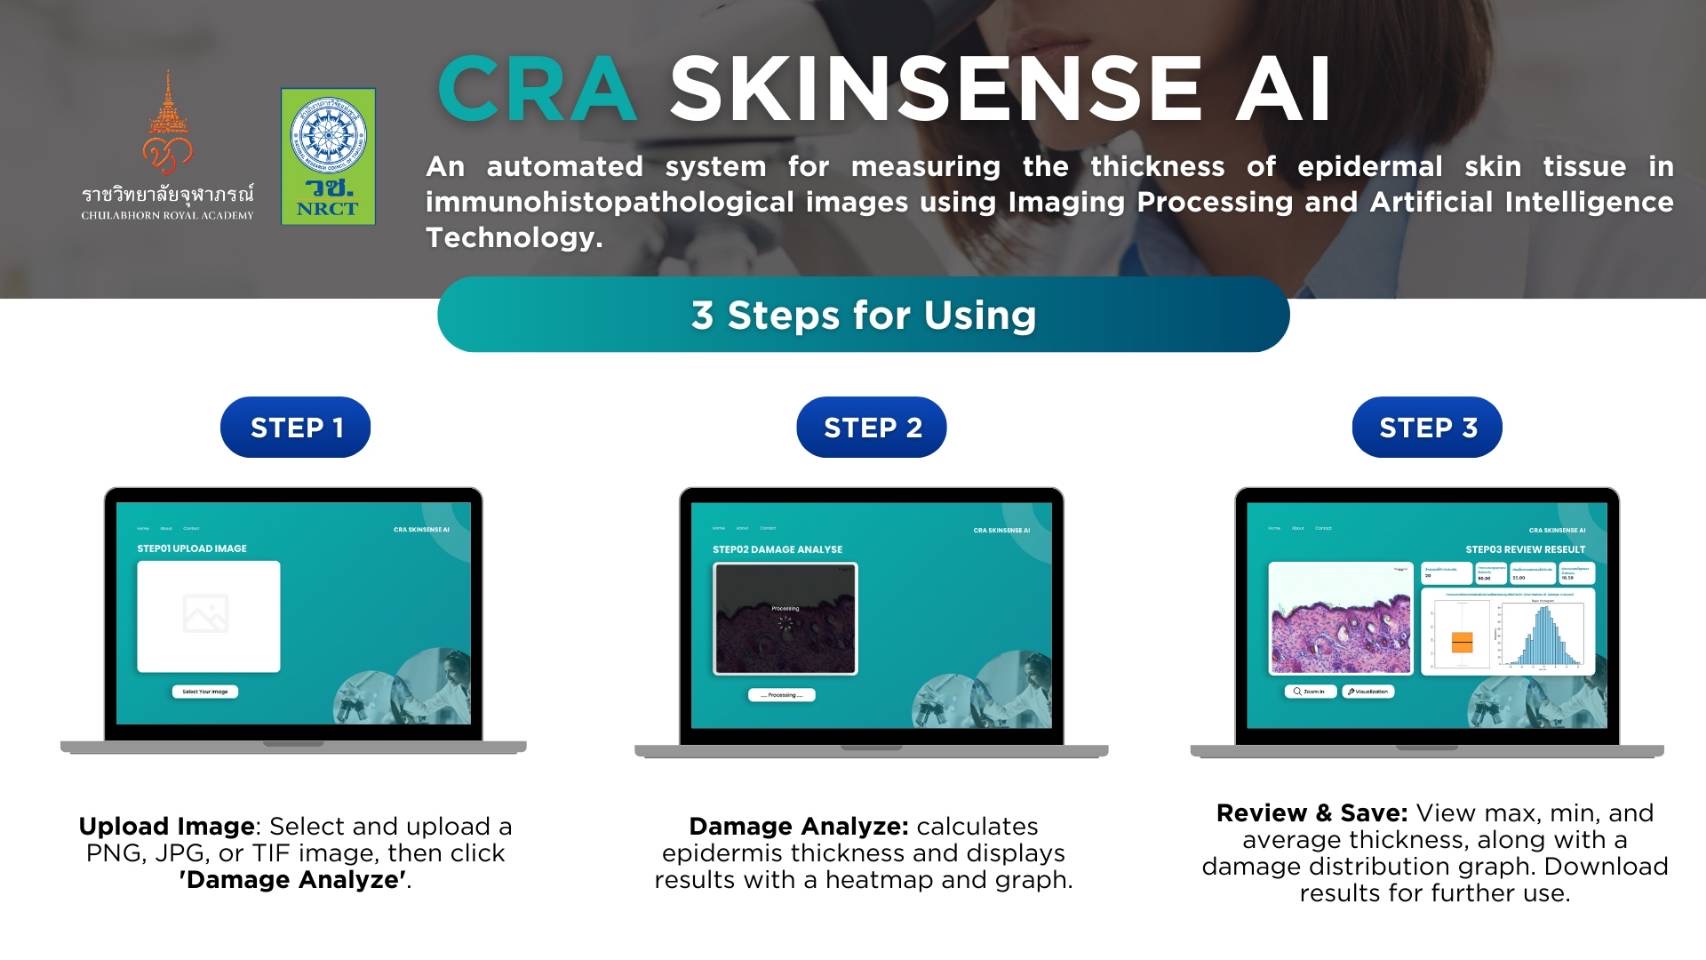 CRA SKINSENSE AI
An automated system for measuring the thickness of epidermal skin tissue in
immunohistopathological images using Imaging Processing and Artificial Intelligence
Technology.
ราชวิทยาลัยจุฬาภรณ์
CHULABHORN ROYAL ACADEMY
NATIONAL RESEARCH COUNCIL OF THAILAND
วช.
NRCT
3 Steps for Using
STEP 1
Home About Contact
CRA SKINSENSE AI
STEP01 UPLOAD IMAGE
Select Your Image
Upload Image: Select and upload a
PNG, JPG, or TIF image, then click
'Damage Analyze'.
STEP 2
Home About Contact
CRA SKINSENSE AI
STEP02 DAMAGE ANALYSE
Processing
.... Processing ....
Damage Analyze: calculates
epidermis thickness and displays
results with a heatmap and graph.
STEP 3
Home About Contact
CRA SKINSENSE AI
STEP03 REVIEW RESEULT
20
Zoom in
Visualization
Review & Save: View max, min, and
average thickness, along with a
damage distribution graph. Download
results for further use.